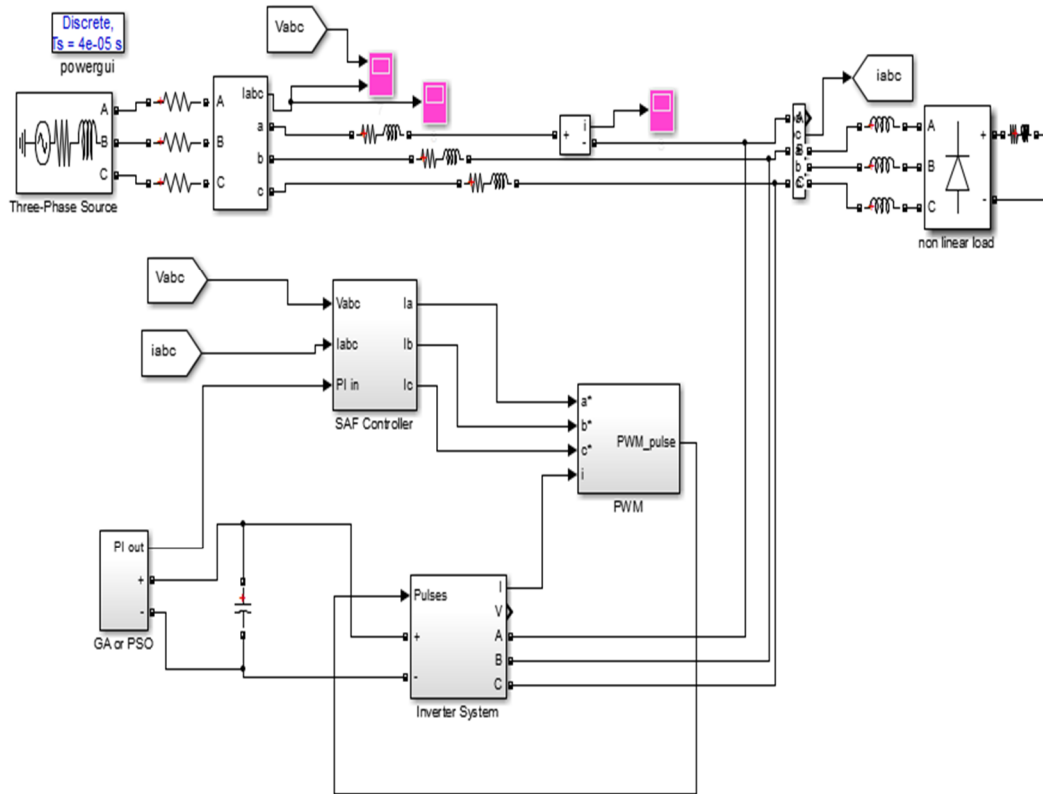 Discrete,
Ts = 4e-05 s
powergui
Vabc
iabc
A
B
C
Three-Phase Source
A
B
C
Iabc
a
b
c
+
i
-
A
c
B
b
C
A
B
C
+
-
non linear load
Vabc
iabc
Vabc
Iabc
PI in
Ia
Ib
Ic
SAF Controller
a*
b*
c*
i
PWM_pulse
PWM
PI out
+
-
GA or PSO
Pulses
+
-
I
V
A
B
C
Inverter System